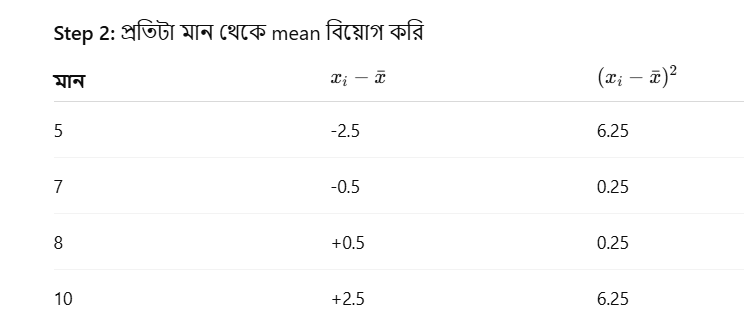 Step 2: প্রতিটা মান থেকে mean বিয়োগ করি
মান xᵢ − x̄ (xᵢ − x̄)²
5 -2.5 6.25
7 -0.5 0.25
8 +0.5 0.25
10 +2.5 6.25